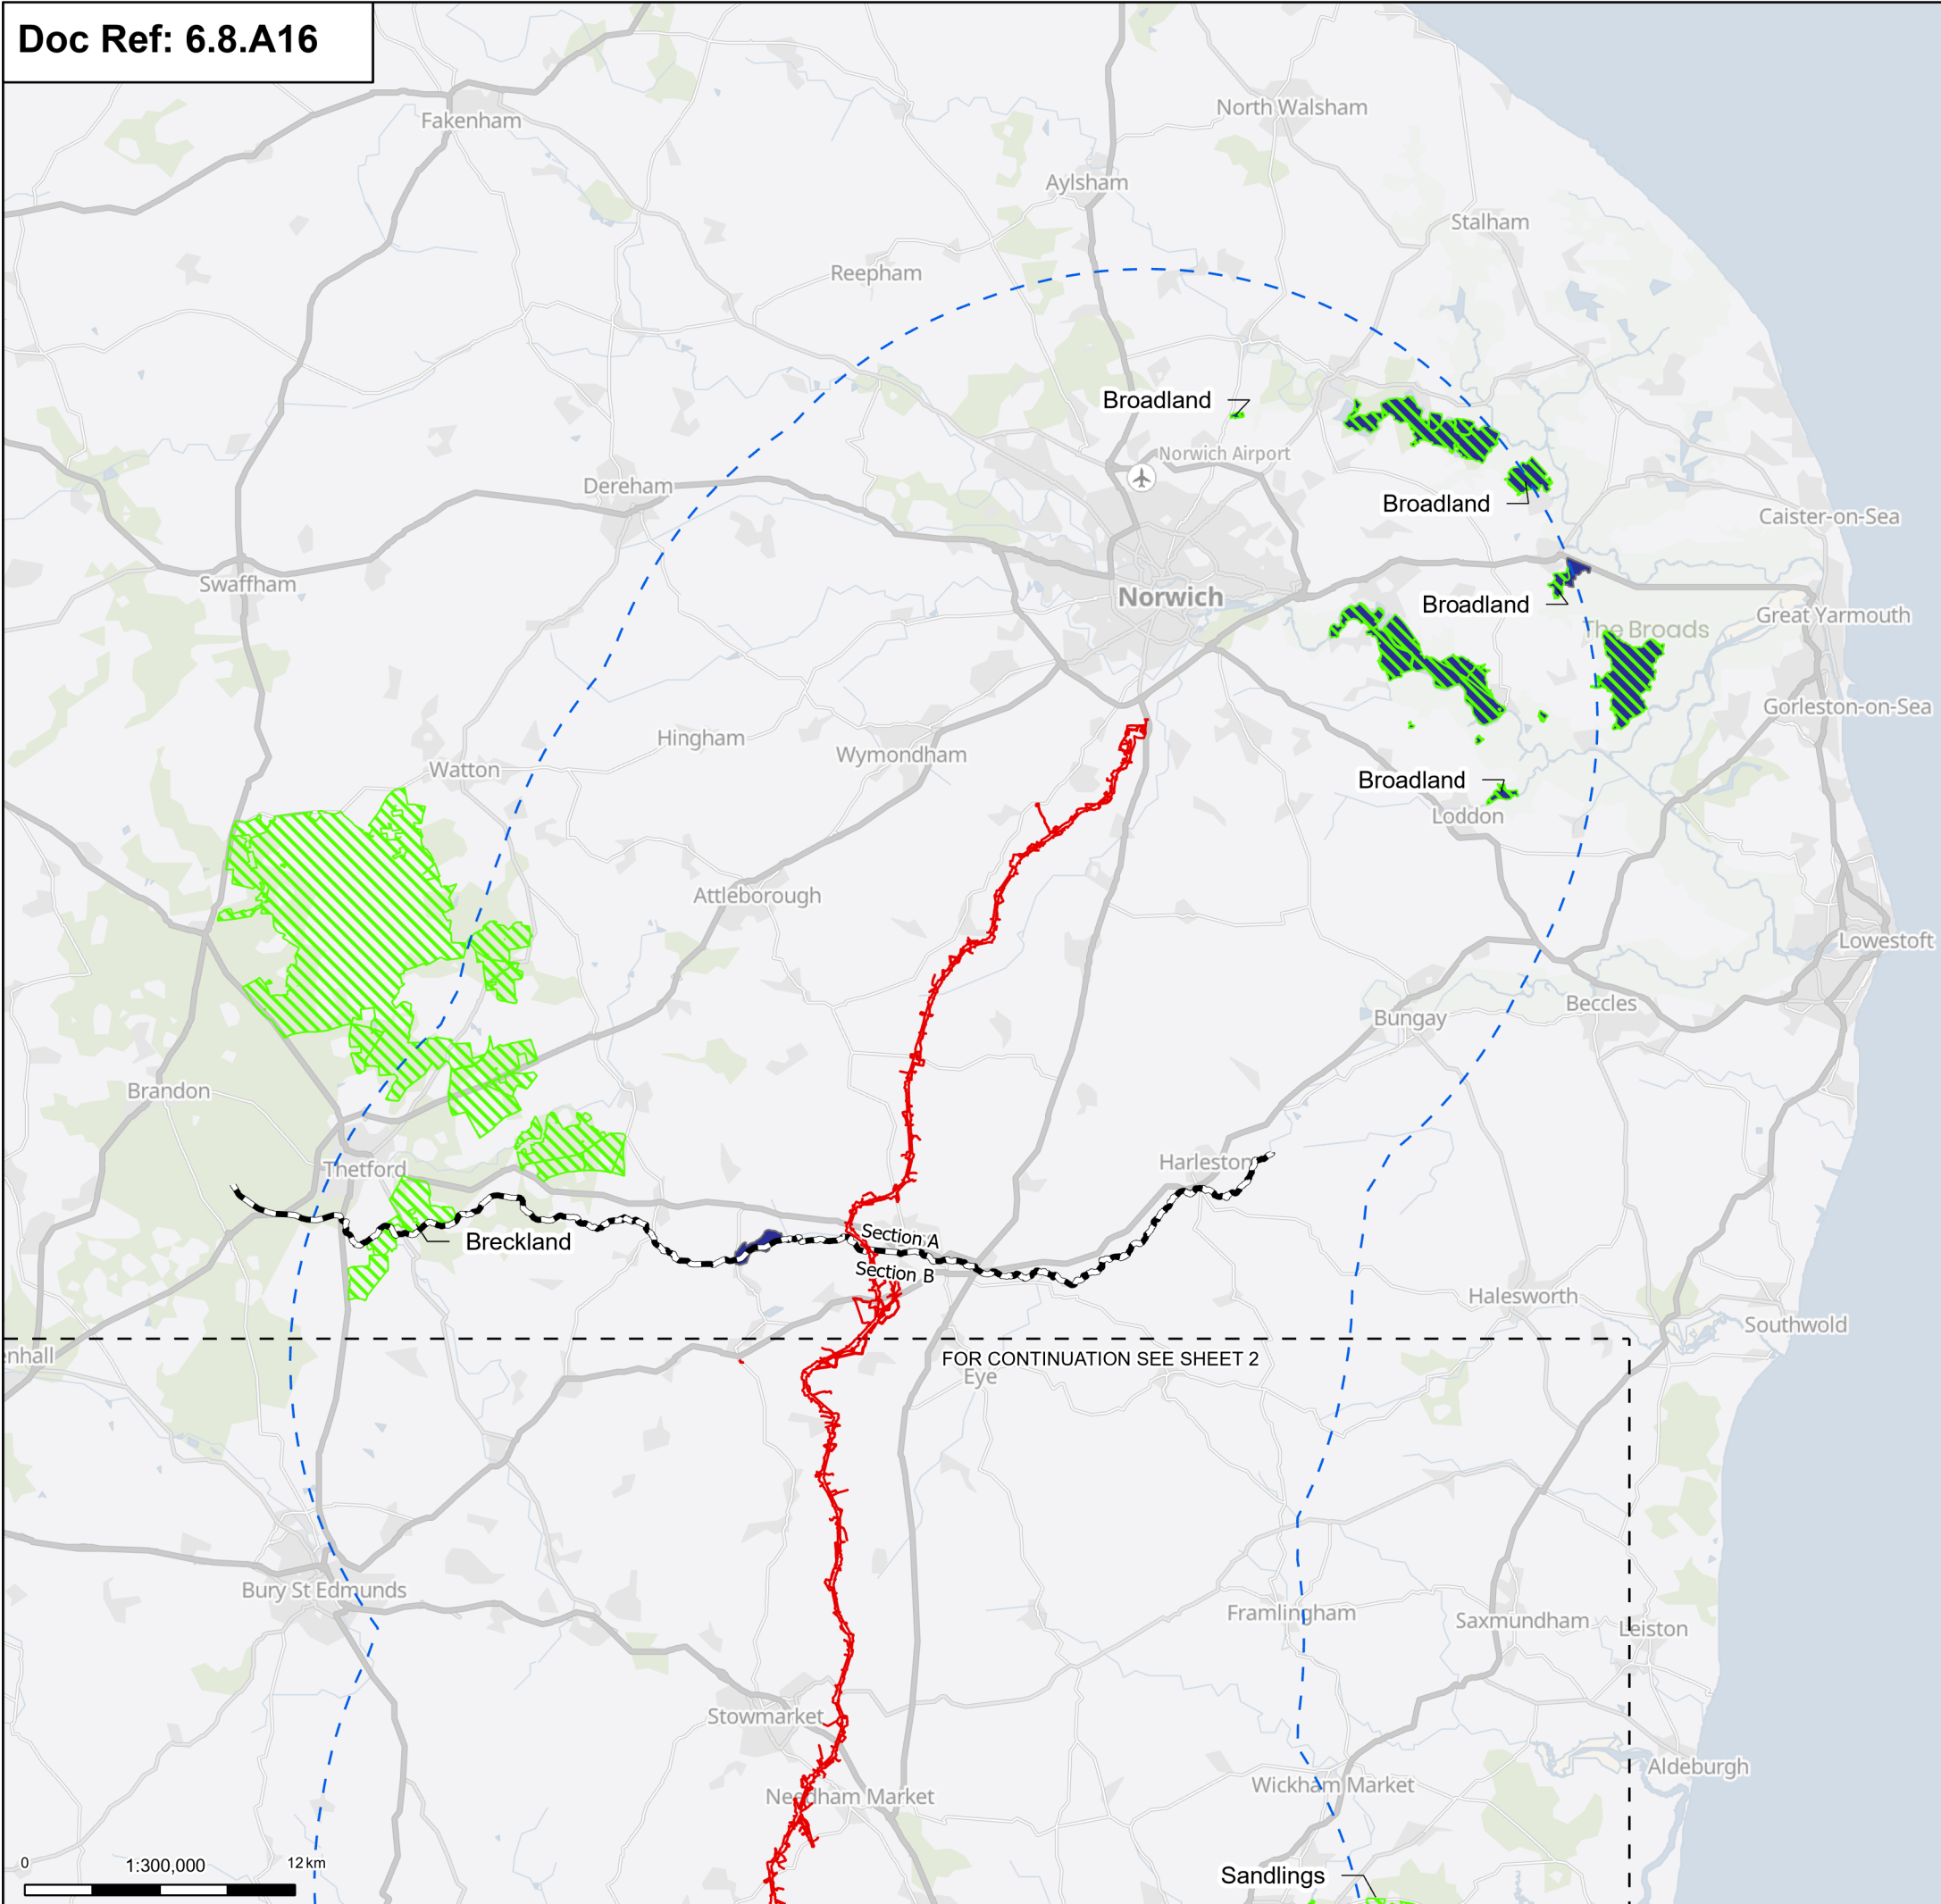 Doc Ref: 6.8.A16
North Walsham
Fakenham
Aylsham
Stalham
Reepham
Broadland
Norwich Airport
Dereham
Broadland
Caister-on-Sea
Swaffham
Norwich
Broadland
Great Yarmouth
The Broads
Gorleston-on-Sea
Hingham
Wymondham
Watton
Broadland
Loddon
Attleborough
Lowestoft
Beccles
Bungay
Brandon
Harleston
Thetford
Section A
Breckland
Section B
Halesworth
Southwold
enhall
FOR CONTINUATION SEE SHEET 2
Eye
Bury St Edmunds
Framlingham
Saxmundham
Leiston
Stowmarket
Aldeburgh
Wickham Market
Needham Market
0
1:300,000
12 km
Sandlings